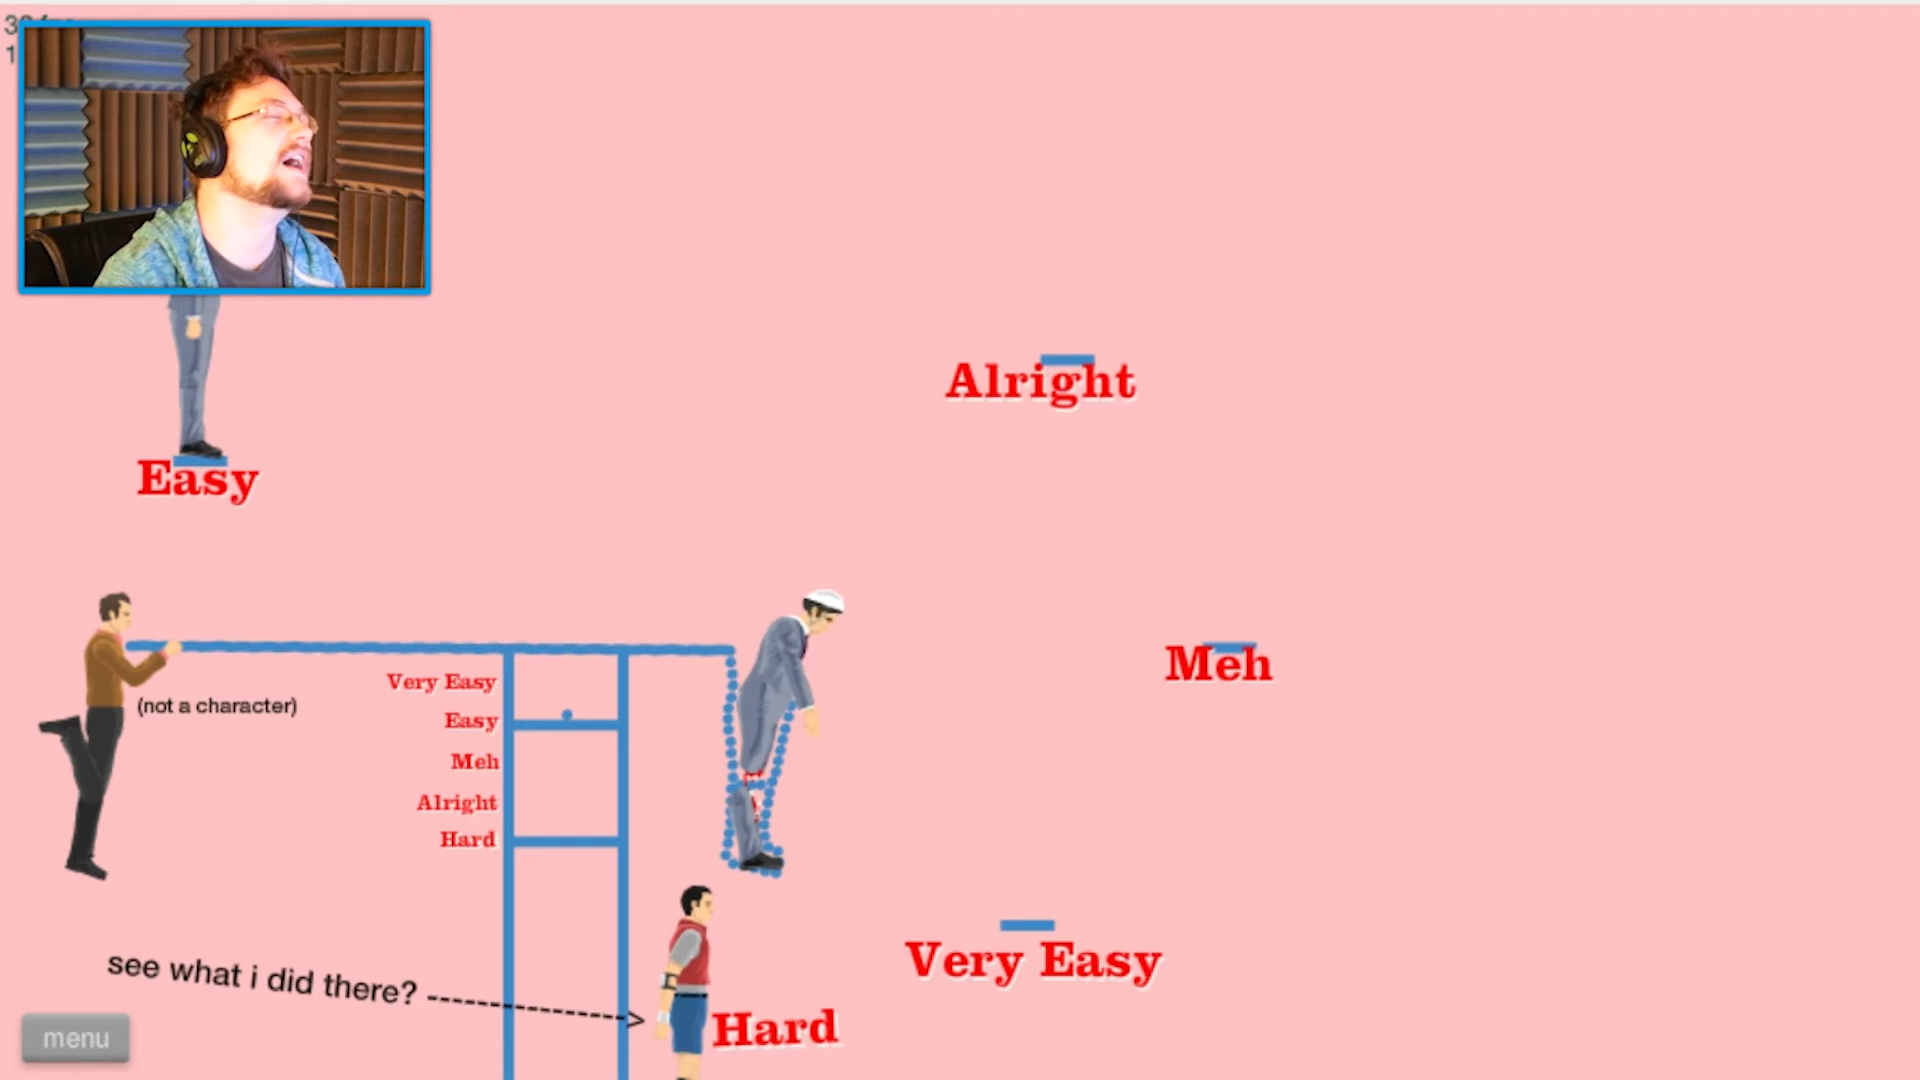 Alright
Easy
Meh
(not a character)
Very Easy
Easy
Meh
Alright
Hard
see what i did there?
Very Easy
Hard
menu